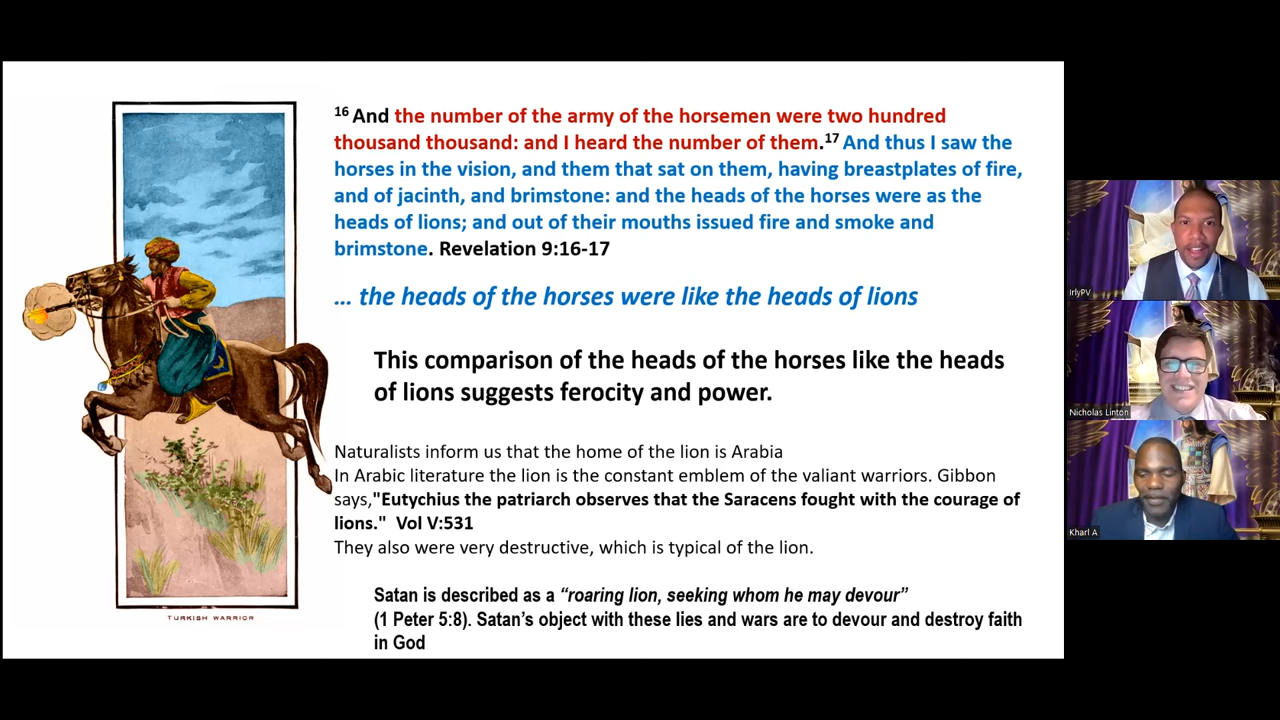 16 And the number of the army of the horsemen were two hundred
thousand thousand: and I heard the number of them.17 And thus I saw the
horses in the vision, and them that sat on them, having breastplates of fire,
and of jacinth, and brimstone: and the heads of the horses were as the
heads of lions; and out of their mouths issued fire and smoke and
brimstone. Revelation 9:16-17
... the heads of the horses were like the heads of lions
This comparison of the heads of the horses like the heads
of lions suggests ferocity and power.
Naturalists inform us that the home of the lion is Arabia
In Arabic literature the lion is the constant emblem of the valiant warriors. Gibbon
says,"Eutychius the patriarch observes that the Saracens fought with the courage of
lions." Vol V:531
They also were very destructive, which is typical of the lion.
Satan is described as a “roaring lion, seeking whom he may devour”
(1 Peter 5:8). Satan’s object with these lies and wars are to devour and destroy faith
in God
TURKISH WARRIOR
IrlyPV
Nicholas Linton
Kharl A